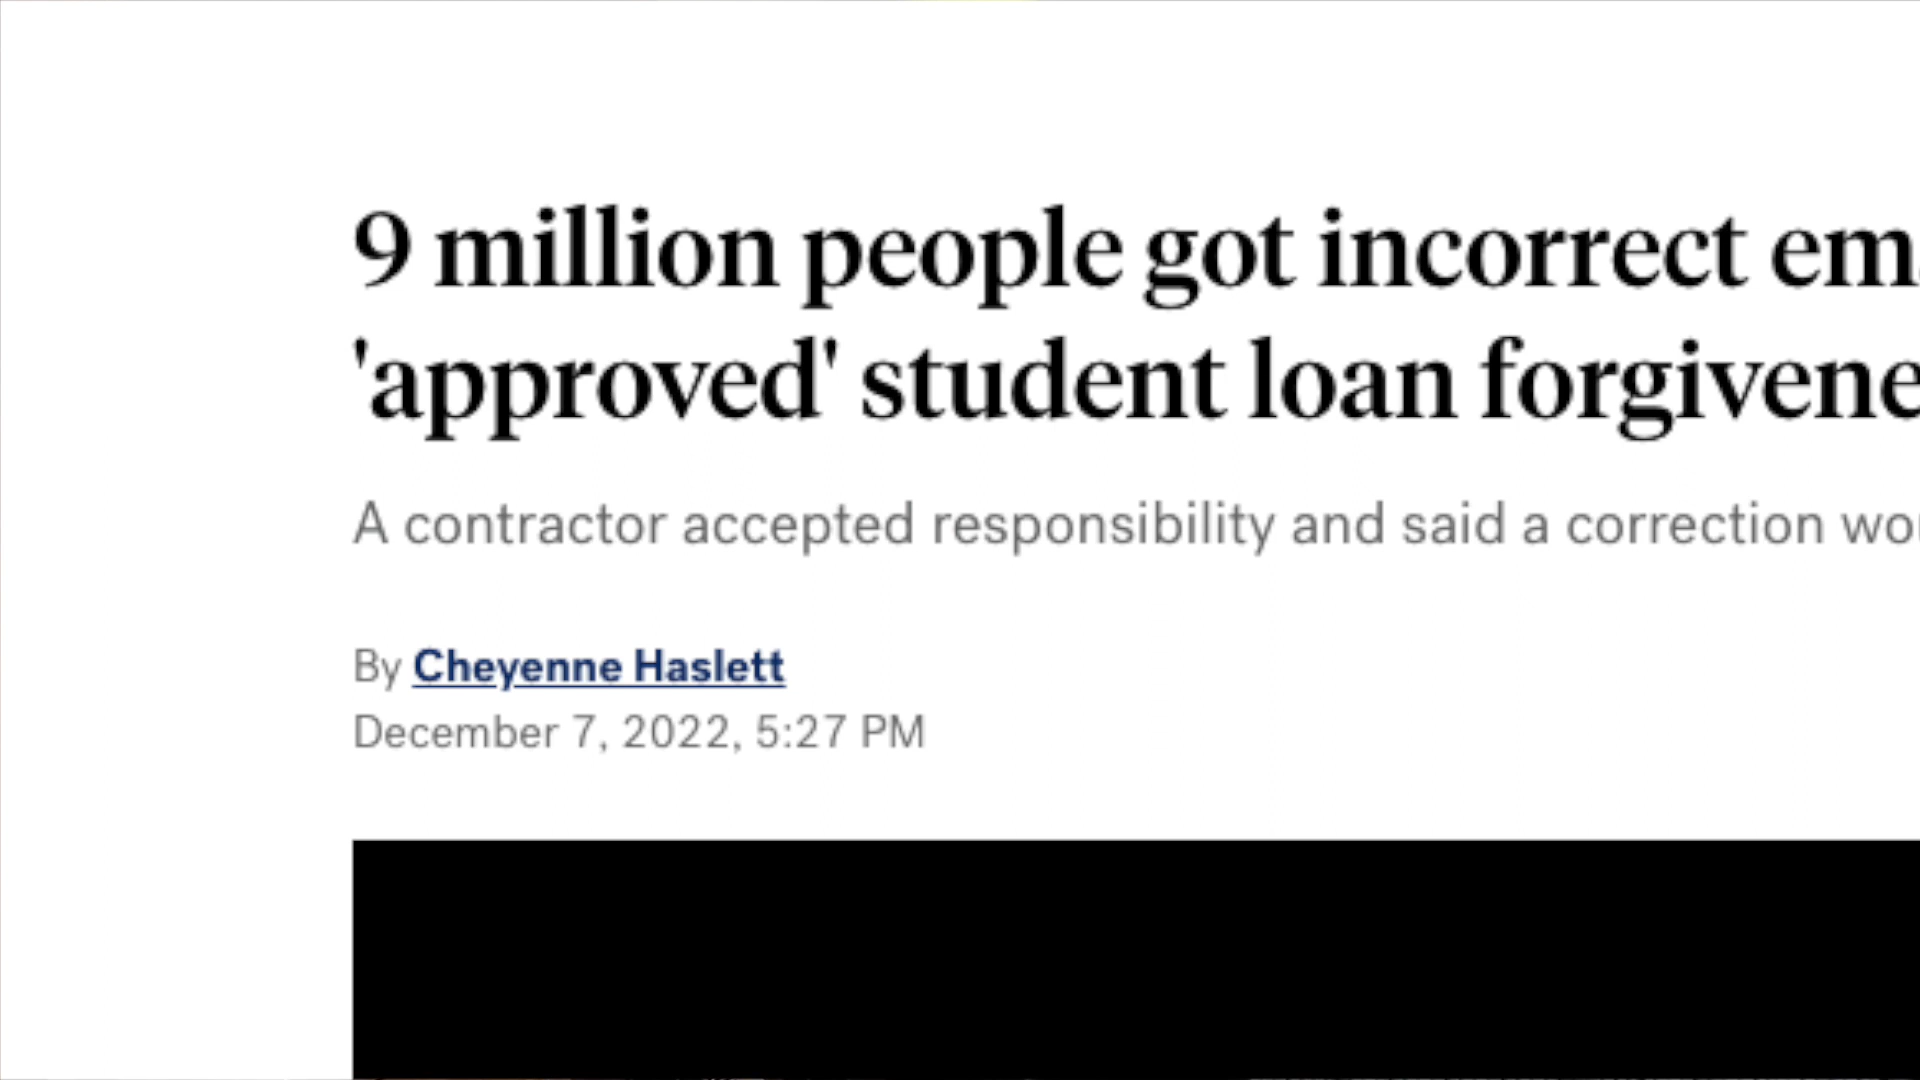 9 million people got incorrect em
'approved' student loan forgivene
A contractor accepted responsibility and said a correction wo
By Cheyenne Haslett
December 7, 2022, 5:27 PM